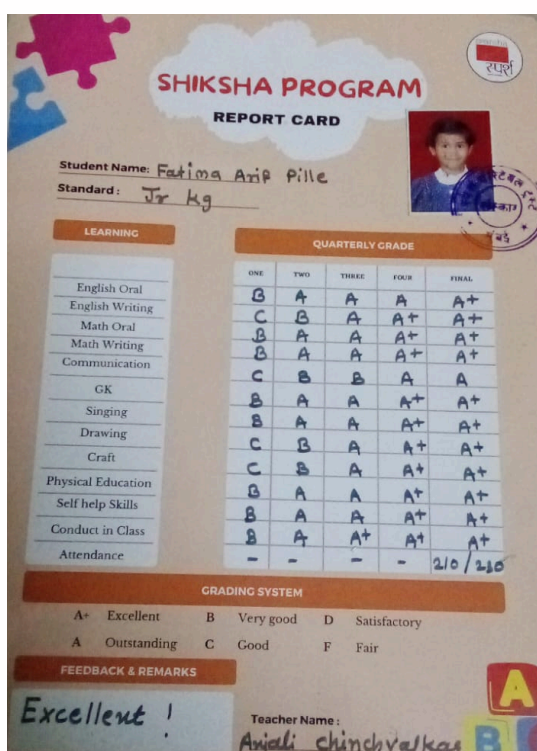 स्पर्श
SHIKSHA PROGRAM
REPORT CARD
Student Name: Fatima Arif Pille
Standard : Jr Kg
LEARNING
QUARTERLY GRADE
ONE TWO THREE FOUR FINAL
English Oral B A A A A+
English Writing C B A A+ A+
Math Oral B A A A+ A+
Math Writing B A A A+ A+
Communication C B B A A
GK B A A A+ A+
Singing B A A A+ A+
Drawing C B A A+ A+
Craft C B A A+ A+
Physical Education B A A A+ A+
Self help Skills B A A A+ A+
Conduct in Class B A A+ A+ A+
Attendance - - - - 210/280
GRADING SYSTEM
A+ Excellent B Very good D Satisfactory
A Outstanding C Good F Fair
FEEDBACK & REMARKS
Excellent !
Teacher Name :
Anjali Chinchvalkar
A
B